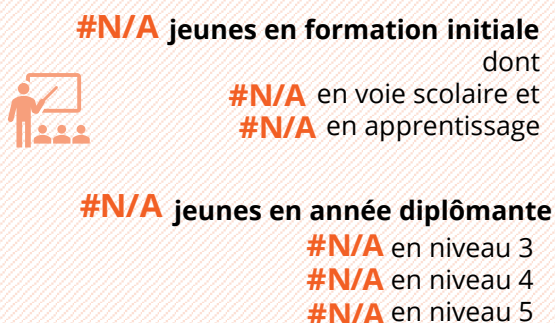 #N/A jeunes en formation initiale
dont
#N/A en voie scolaire et
#N/A en apprentissage
#N/A jeunes en année diplômante
#N/A en niveau 3
#N/A en niveau 4
#N/A en niveau 5